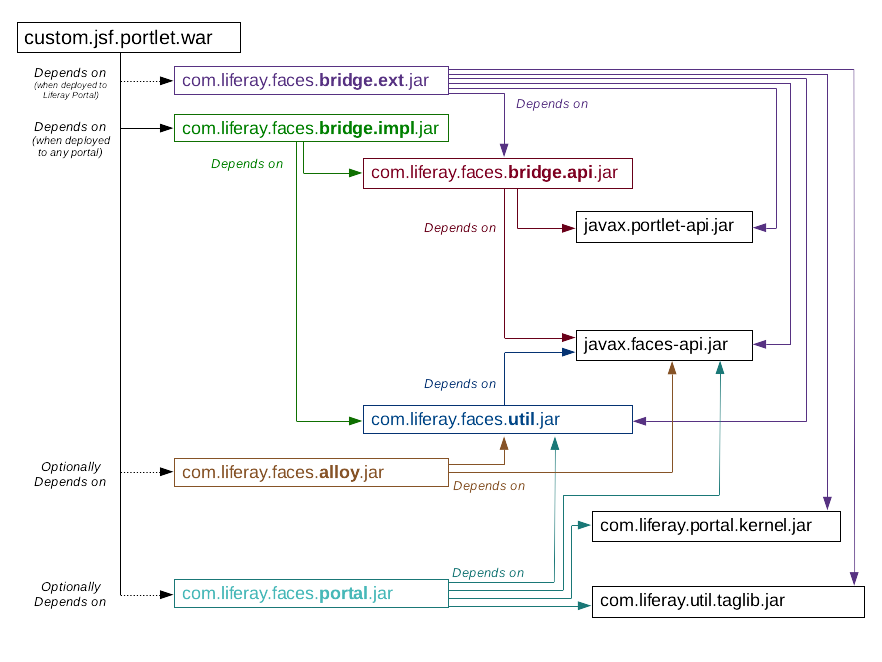 custom.jsf.portlet.war
Depends on
(when deployed to
Liferay Portal)
com.liferay.faces.bridge.ext.jar
Depends on
Depends on
(when deployed
to any portal)
com.liferay.faces.bridge.impl.jar
Depends on
com.liferay.faces.bridge.api.jar
Depends on
javax.portlet-api.jar
javax.faces-api.jar
Depends on
com.liferay.faces.util.jar
Optionally
Depends on
com.liferay.faces.alloy.jar
Depends on
com.liferay.portal.kernel.jar
Depends on
Optionally
Depends on
com.liferay.faces.portal.jar
com.liferay.util.taglib.jar